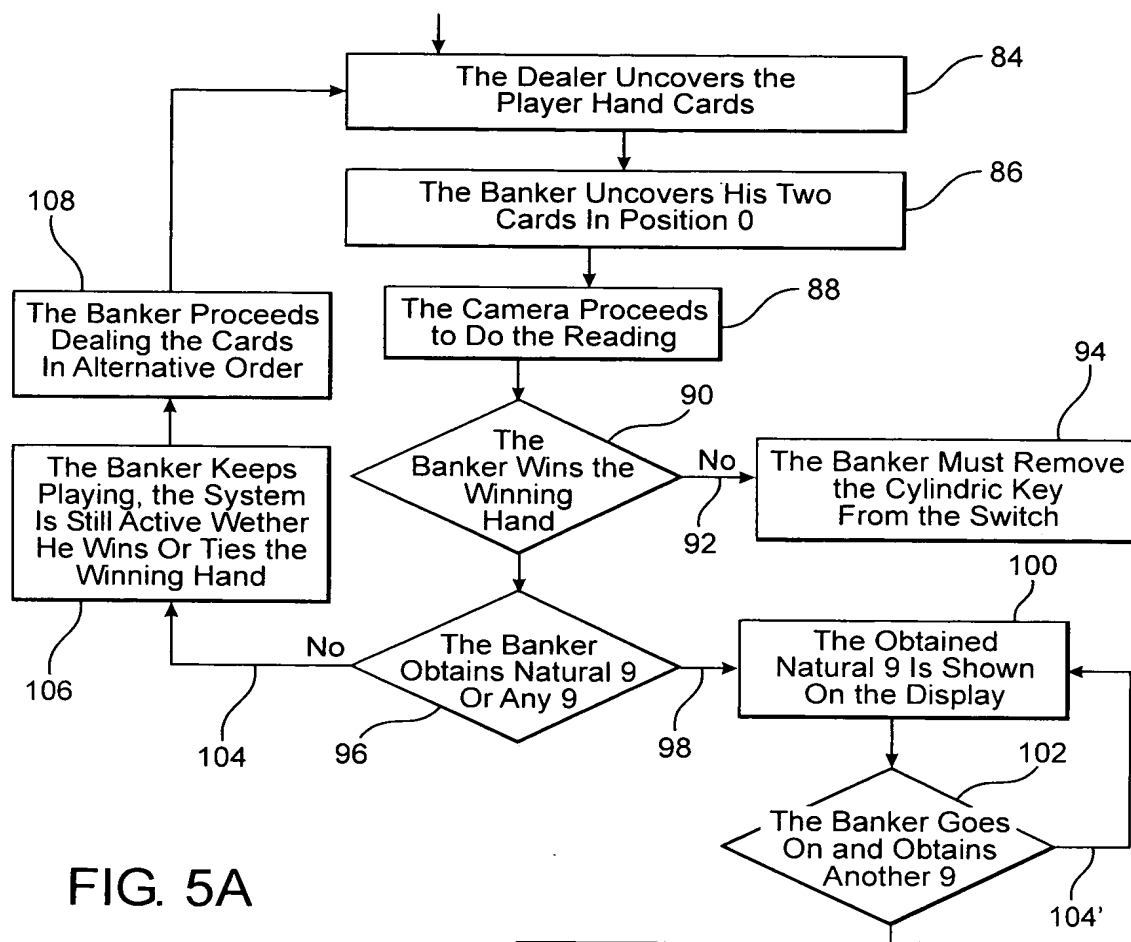 The Dealer Uncovers the
Player Hand Cards
84
The Banker Uncovers His Two
Cards In Position 0
86
108
The Banker Proceeds
Dealing the Cards
In Alternative Order
The Camera Proceeds
to Do the Reading
88
90
94
The
Banker Wins the
Winning
Hand
No
92
The Banker Must Remove
the Cylindric Key
From the Switch
The Banker Keeps
Playing, the System
Is Still Active Wether
He Wins Or Ties the
Winning Hand
106
No
104
The Banker
Obtains Natural 9
Or Any 9
96
98
100
The Obtained
Natural 9 Is Shown
On the Display
102
The Banker Goes
On and Obtains
Another 9
104'
FIG. 5A